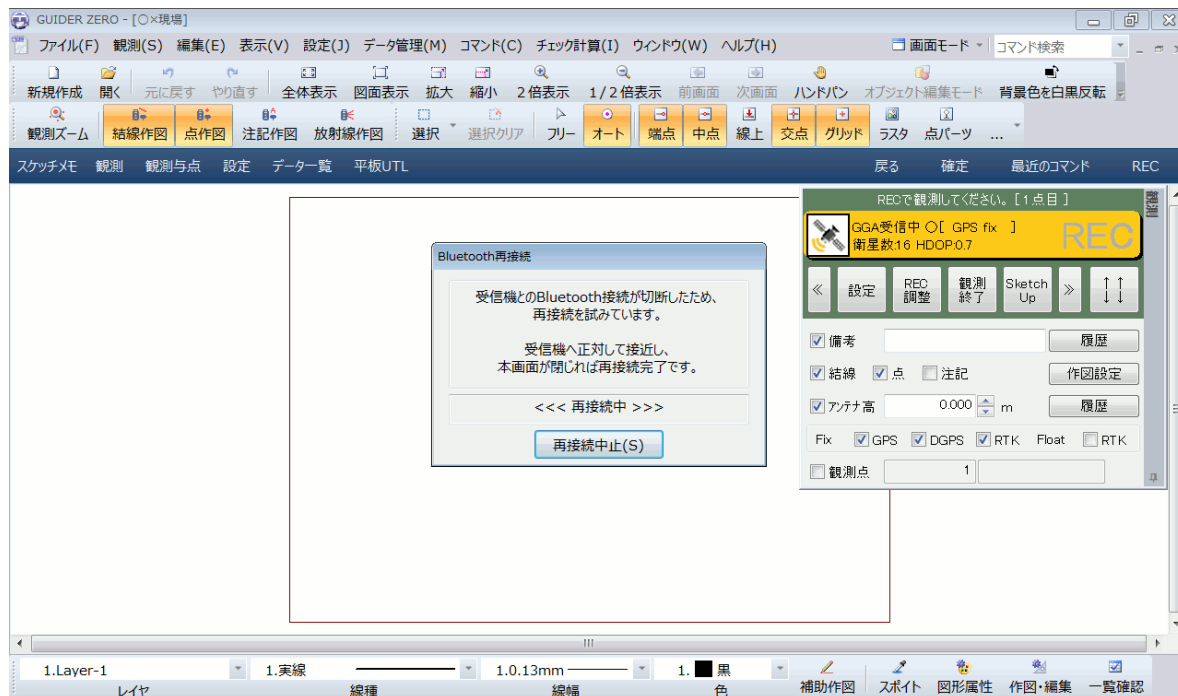 GUIDER ZERO - [○×現場]
ファイル(F) 観測(S) 編集(E) 表示(V) 設定(J) データ管理(M) コマンド(C) チェック計算(I) ウィンドウ(W) ヘルプ(H) 画面モード コマンド検索
新規作成 開く 元に戻す やり直す 全体表示 図面表示 拡大 縮小 2倍表示 1/2倍表示 前画面 次画面 ハンドパン オブジェクト編集モード 背景色を白黒反転
観測ズーム 結線作図 点作図 注記作図 放射線作図 選択 選択クリア フリー オート 端点 中点 線上 交点 グリッド ラスタ 点パーツ ...
スケッチメモ 観測 観測与点 設定 データ一覧 平板UTL 戻る 確定 最近のコマンド REC
RECで観測してください。[1点目]
観測
GGA受信中 ○[ GPS fix ]
衛星数:16 HDOP:0.7
REC
≪ 設定 REC調整 観測終了 Sketch Up ≫ ↑↑↓↓
備考 履歴
結線 点 注記 作図設定
アンテナ高 0.000 m 履歴
Fix GPS DGPS RTK Float RTK
観測点 1
Bluetooth再接続
受信機とのBluetooth接続が切断したため、
再接続を試みています。
受信機へ正対して接近し、
本画面が閉じれば再接続完了です。
<<< 再接続中 >>>
再接続中止(S)
1.Layer-1 1.実線 1.0.13mm 1. 黒
レイヤ 線種 線幅 色 補助作図 スポイト 図形属性 作図・編集 一覧確認